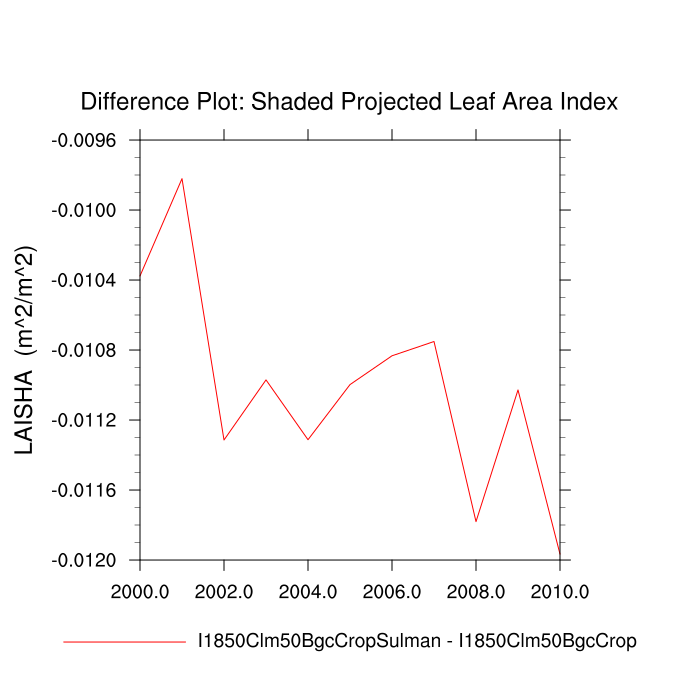 Difference Plot: Shaded Projected Leaf Area Index
-0.0096
-0.0100
-0.0104
-0.0108
-0.0112
-0.0116
-0.0120
LAISHA (m^2/m^2)
2000.0 2002.0 2004.0 2006.0 2008.0 2010.0
I1850Clm50BgcCropSulman - I1850Clm50BgcCrop